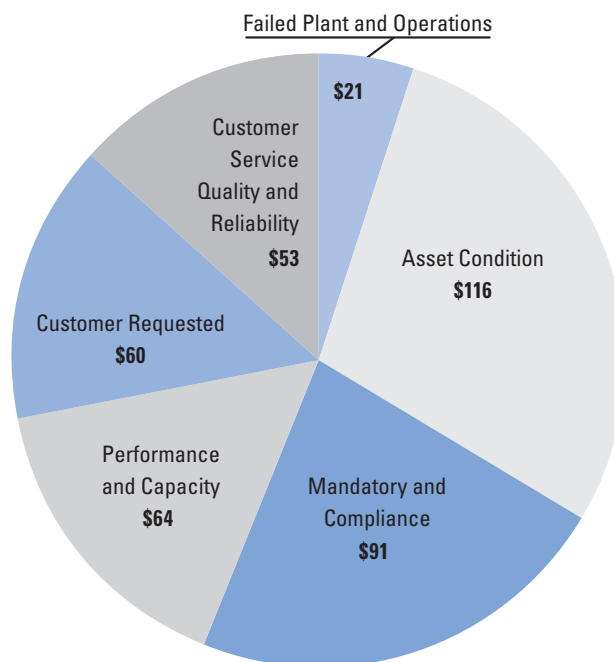 Failed Plant and Operations
$21
Customer
Service
Quality and
Reliability
$53
Asset Condition
$116
Customer Requested
$60
Performance
and Capacity
$64
Mandatory and
Compliance
$91